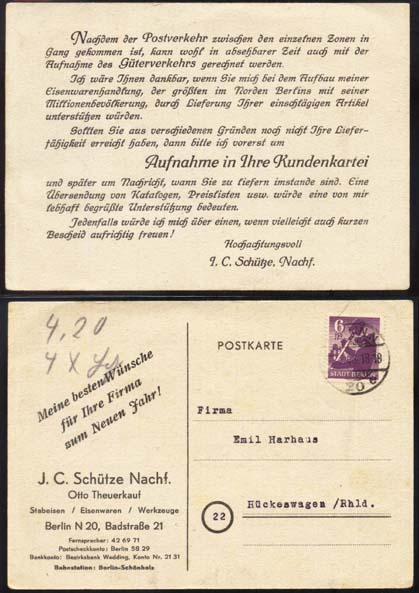 Nachdem der Postverkehr zwischen den einzelnen Zonen in
Gang gekommen ist, kann wohl in absehbarer Zeit auch mit der
Aufnahme des Güterverkehrs gerechnet werden.
Ich wäre Ihnen dankbar, wenn Sie mich bei dem Aufbau meiner
Eisenwarenhandlung, der größten im Norden Berlins mit seiner
Millionenbevölkerung, durch Lieferung Ihrer einschlägigen Artikel
unterstützen würden.
Sollten Sie aus verschiedenen Gründen noch nicht Ihre Liefer-
fähigkeit erreicht haben, dann bitte ich vorerst um
Aufnahme in Ihre Kundenkartei
und später um Nachricht, wann Sie zu liefern imstande sind. Eine
Übersendung von Katalogen, Preislisten usw. würde eine von mir
lebhaft begrüßte Unterstützung bedeuten.
Jedenfalls würde ich mich über einen, wenn vielleicht auch kurzen
Bescheid aufrichtig freuen!
Hochachtungsvoll
J. C. Schütze, Nachf.
4,20
4 X
Meine besten Wünsche
für Ihre Firma
zum Neuen Jahr!
J. C. Schütze Nachf.
Otto Theuerkauf
Stabeisen / Eisenwaren / Werkzeuge
Berlin N 20, Badstraße 21
Fernsprecher: 42 69 71
Postscheckkonto: Berlin 58 29
Bankkonto: Bezirksbank Wedding, Konto Nr. 21 31
Bahnstation: Berlin-Schönholz
POSTKARTE
6
STADT BERLIN
Firma
Emil Harhaus
22
Hückeswagen /Rhld.